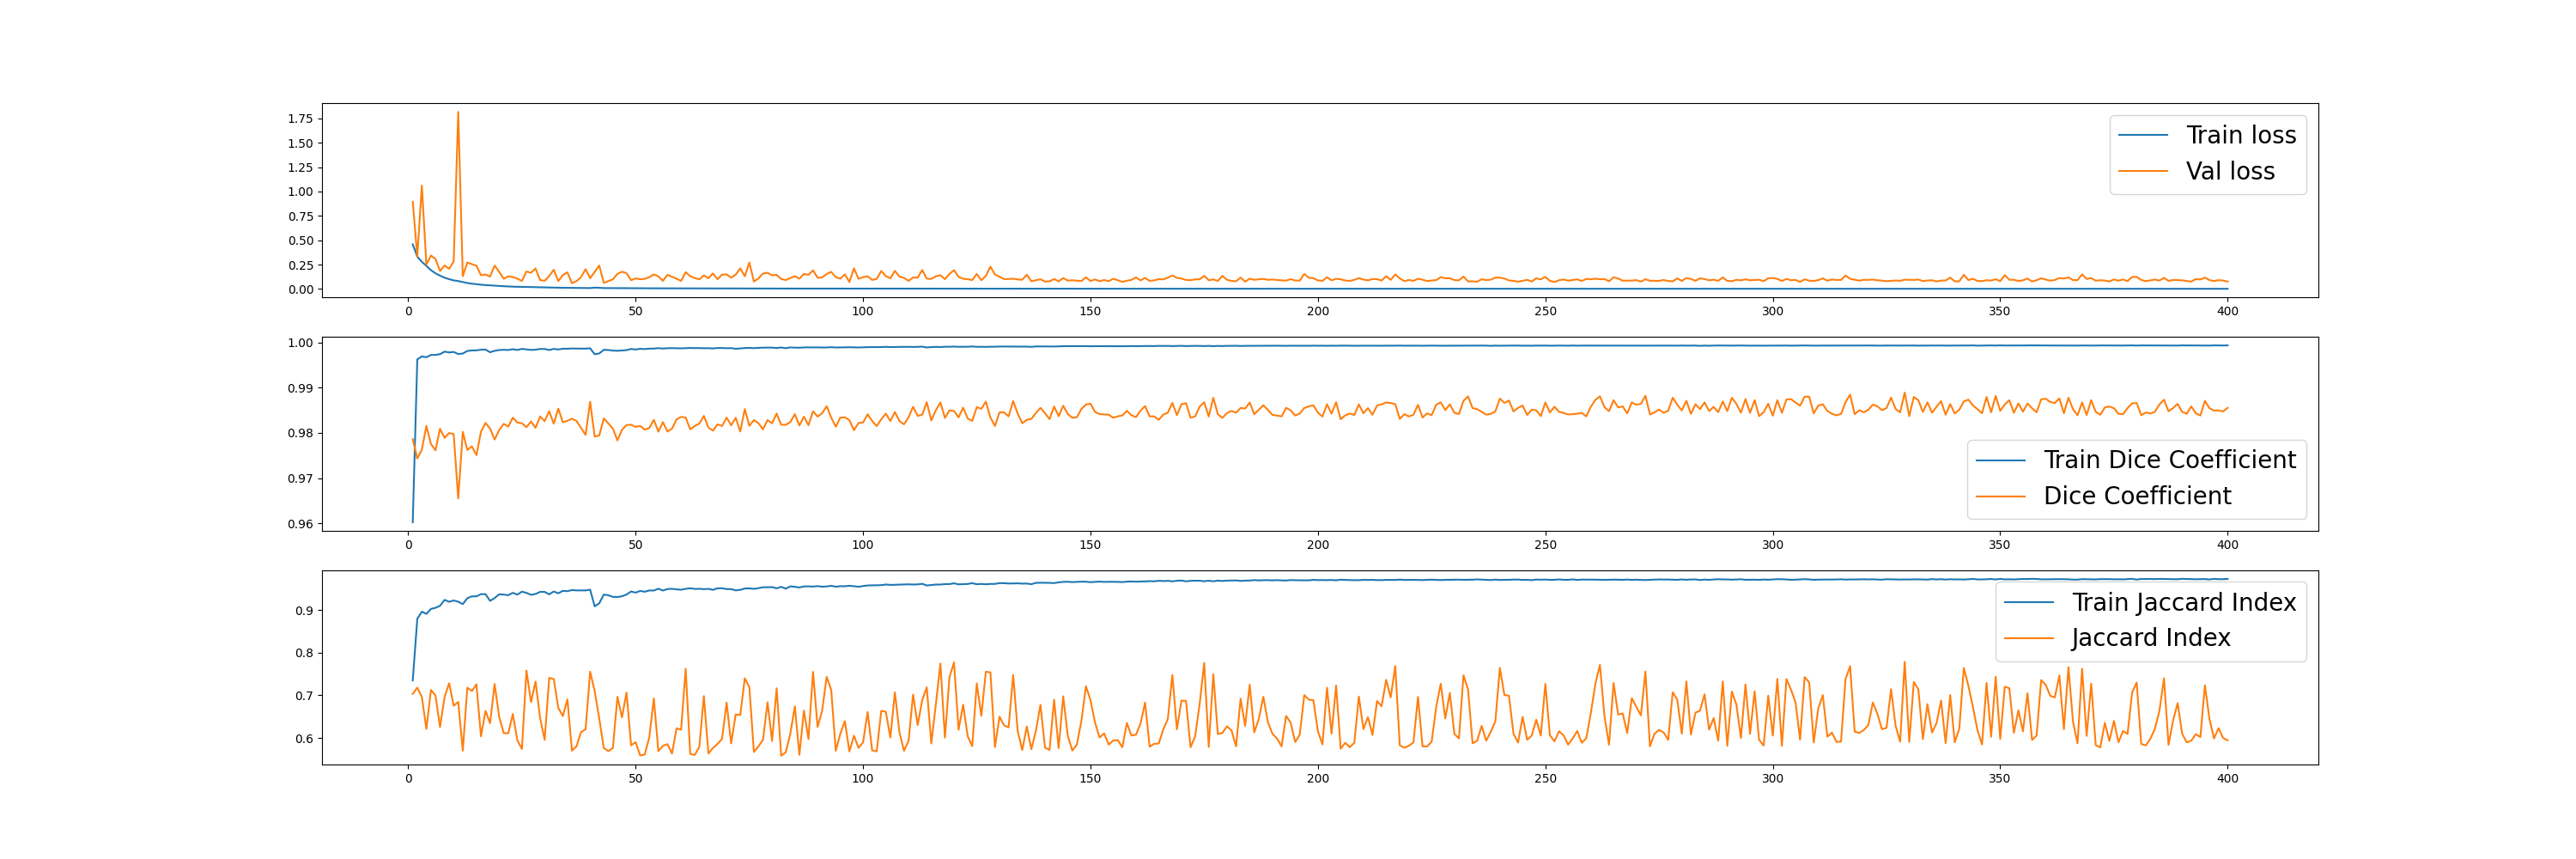 1.75
1.50
1.25
1.00
0.75
0.50
0.25
0.00
0 50 100 150 200 250 300 350 400
Train loss
Val loss
1.00
0.99
0.98
0.97
0.96
0 50 100 150 200 250 300 350 400
Train Dice Coefficient
Dice Coefficient
0.9
0.8
0.7
0.6
0 50 100 150 200 250 300 350 400
Train Jaccard Index
Jaccard Index